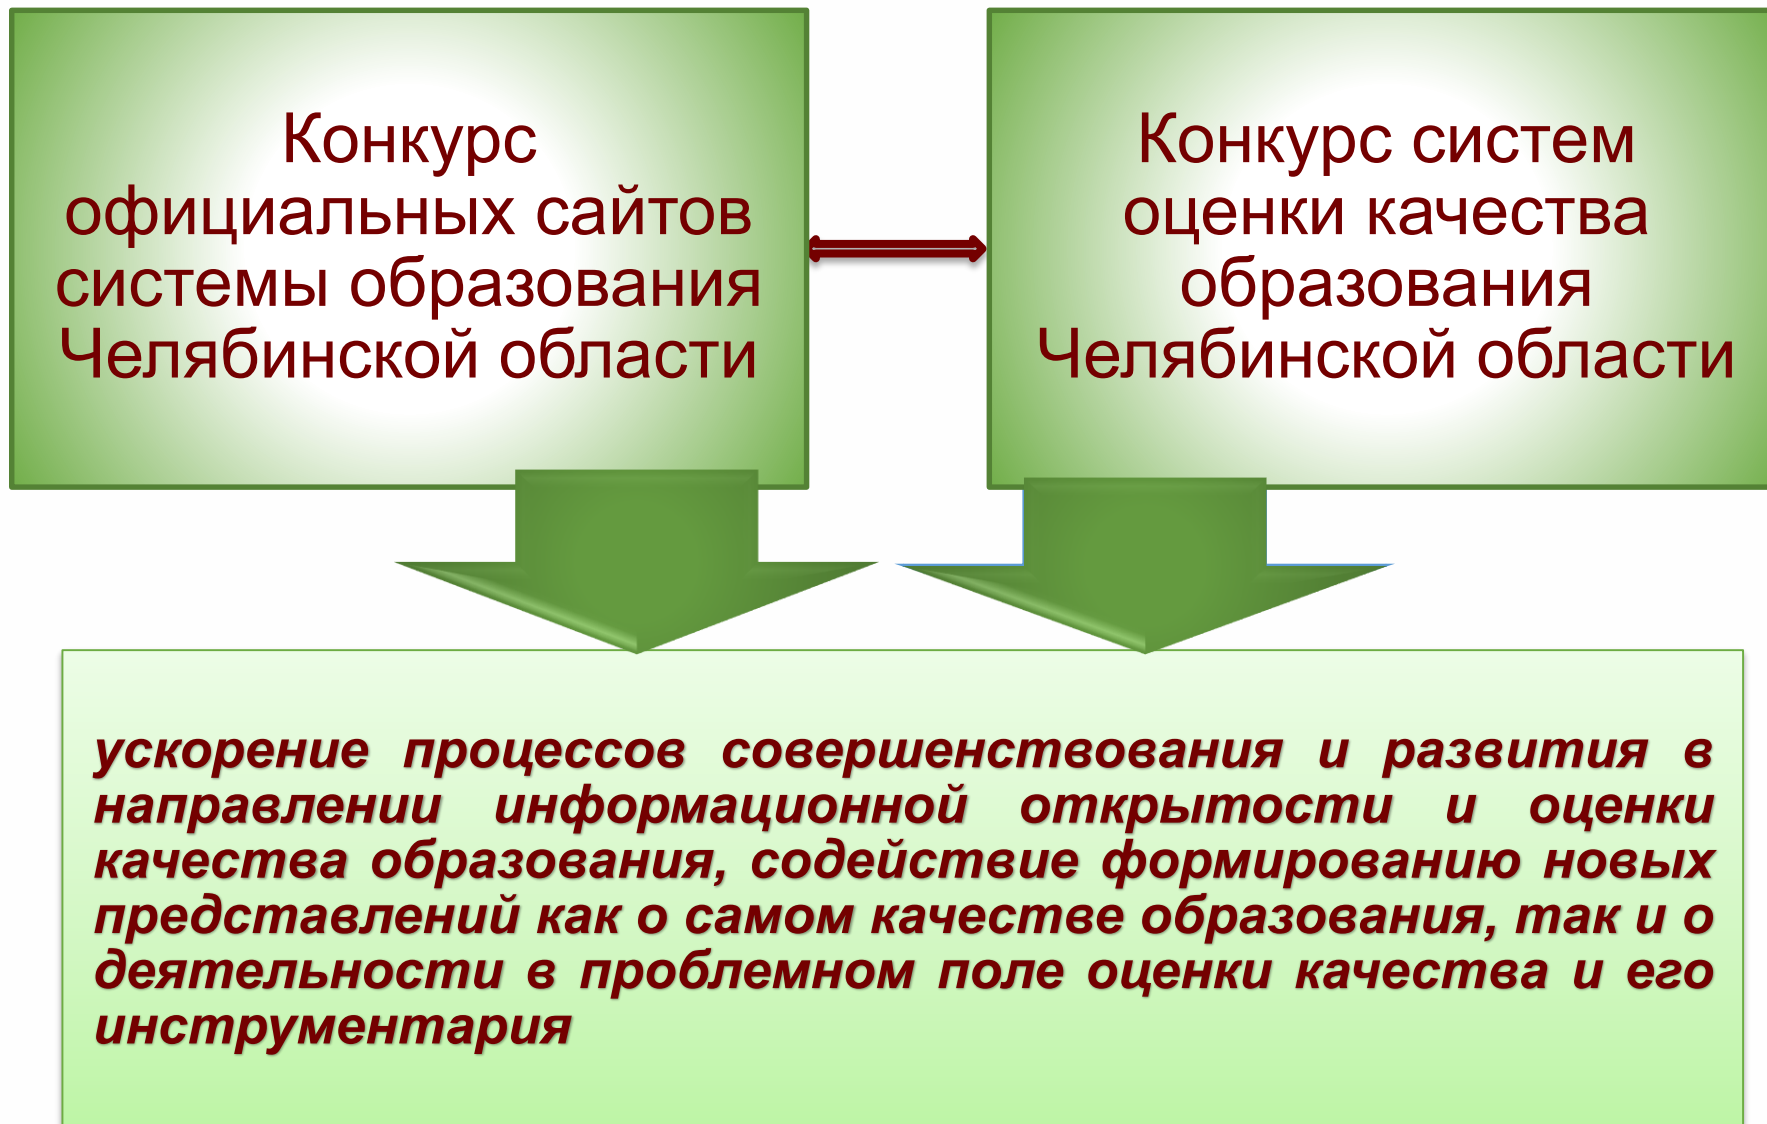 Конкурс
официальных сайтов
системы образования
Челябинской области
Конкурс систем
оценки качества
образования
Челябинской области
ускорение процессов совершенствования и развития в
направлении информационной открытости и оценки
качества образования, содействие формированию новых
представлений как о самом качестве образования, так и о
деятельности в проблемном поле оценки качества и его
инструментария